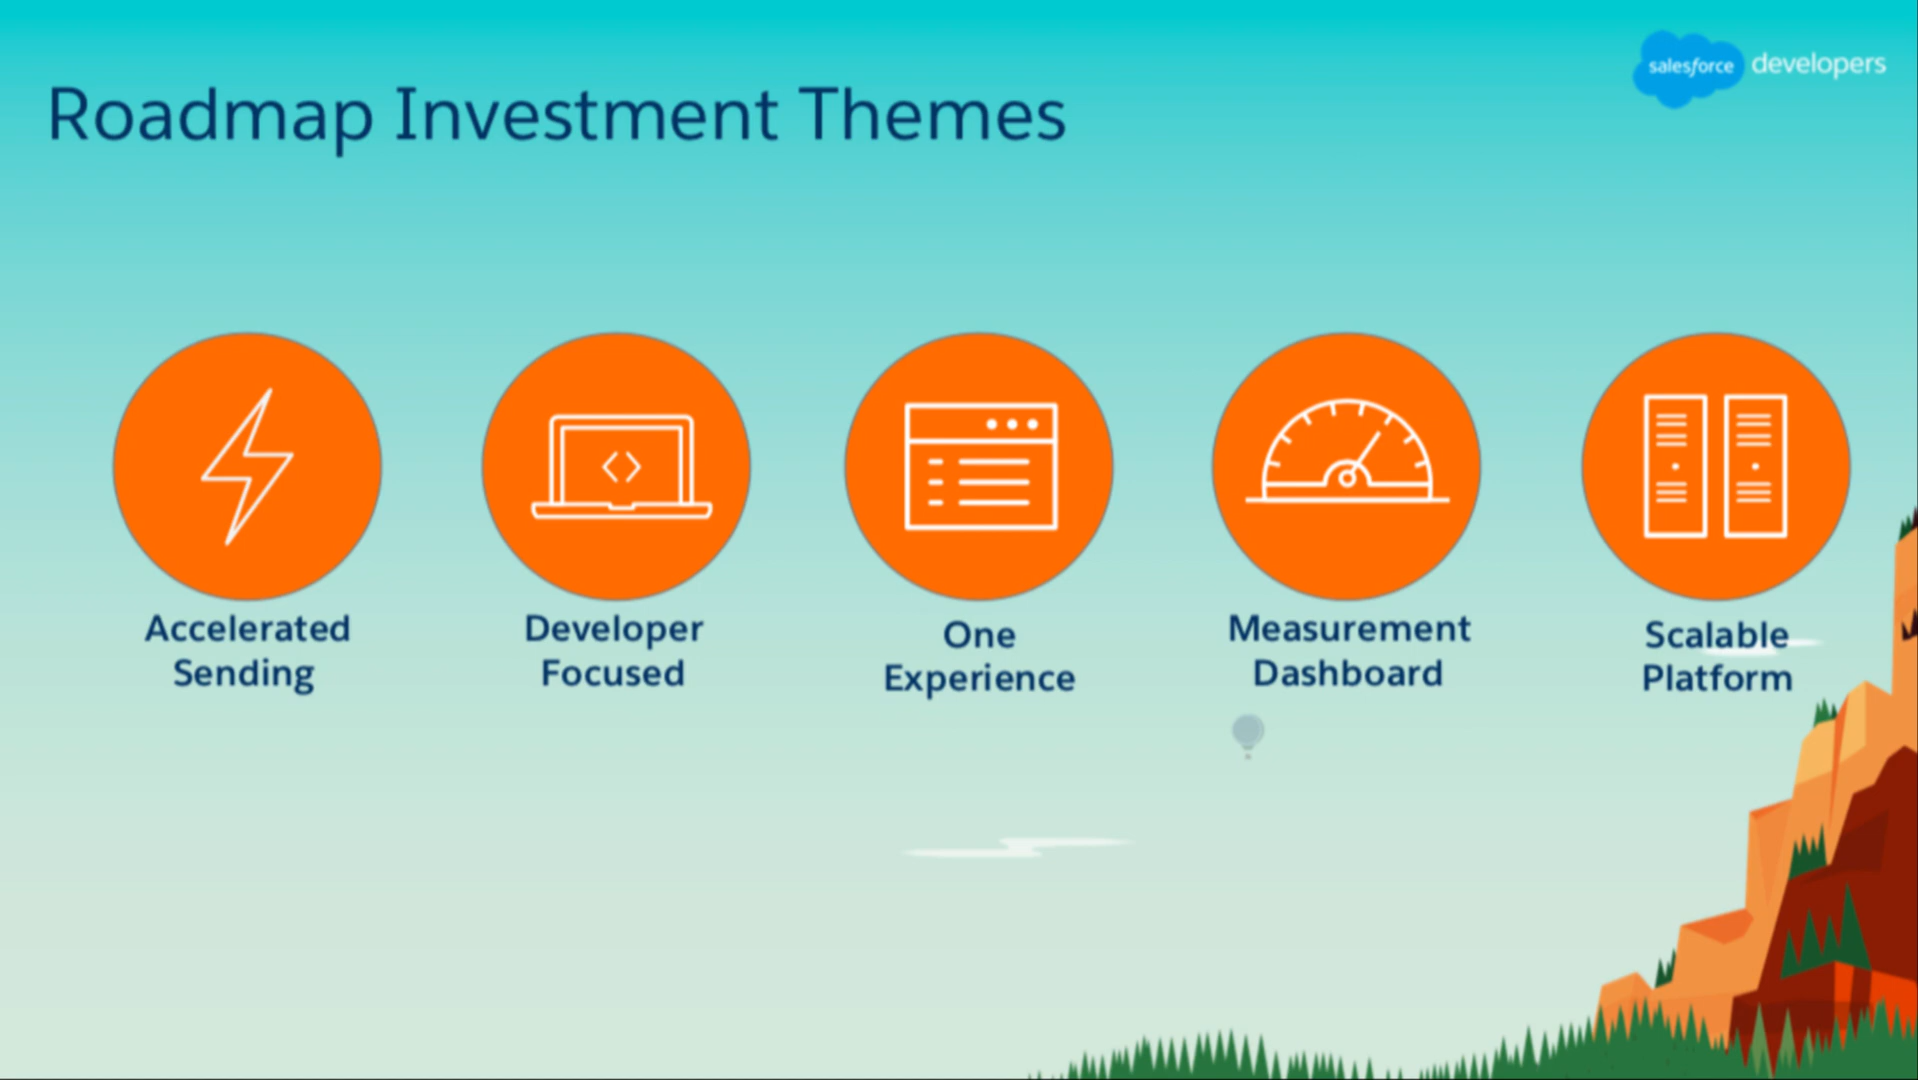 salesforce developers
Roadmap Investment Themes
Accelerated
Sending
Developer
Focused
One
Experience
Measurement
Dashboard
Scalable
Platform